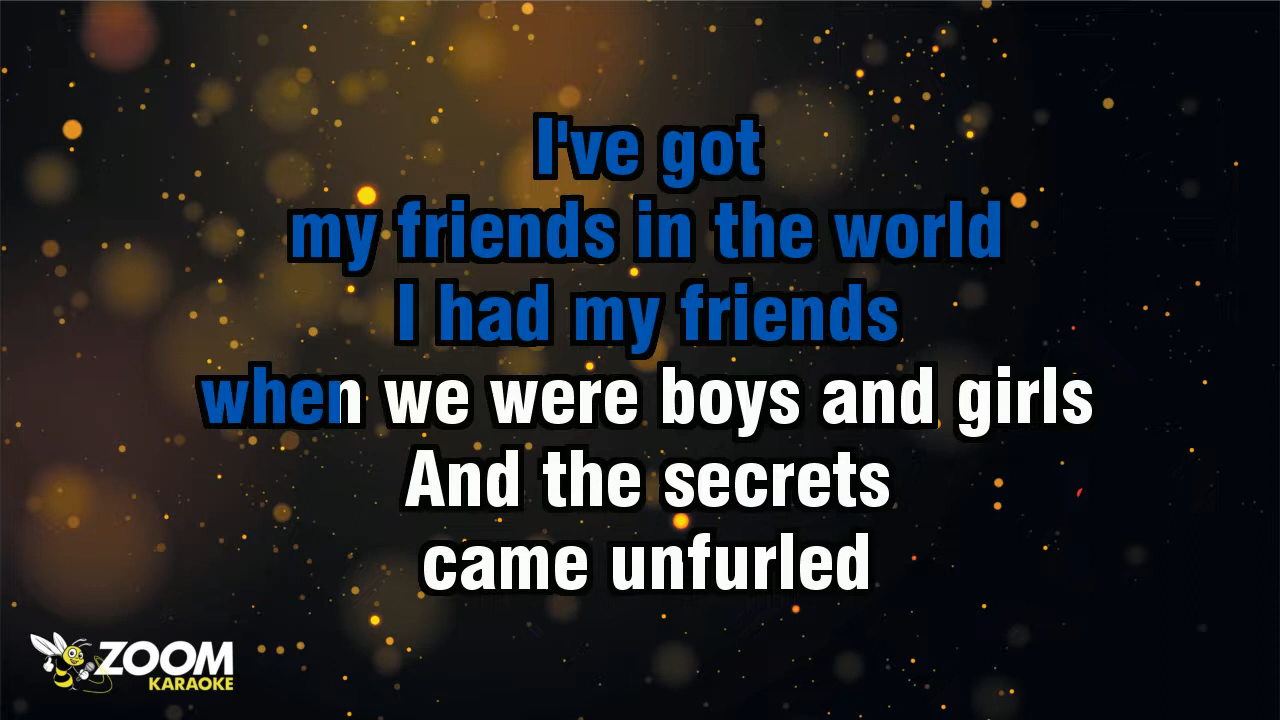 I've got
my friends in the world
I had my friends
when we were boys and girls
And the secrets
came unfurled
ZOOM
KARAOKE